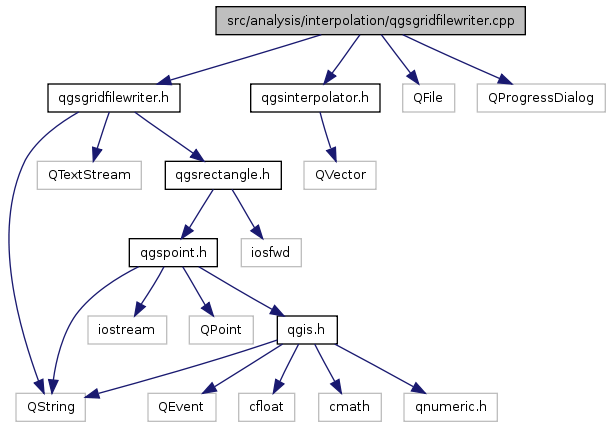 src/analysis/interpolation/qgsgridfilewriter.cpp
qgsgridfilewriter.h
qgsinterpolator.h
QFile
QProgressDialog
QTextStream
qgsrectangle.h
QVector
qgspoint.h
iosfwd
iostream
QPoint
qgis.h
QString
QEvent
cfloat
cmath
qnumeric.h